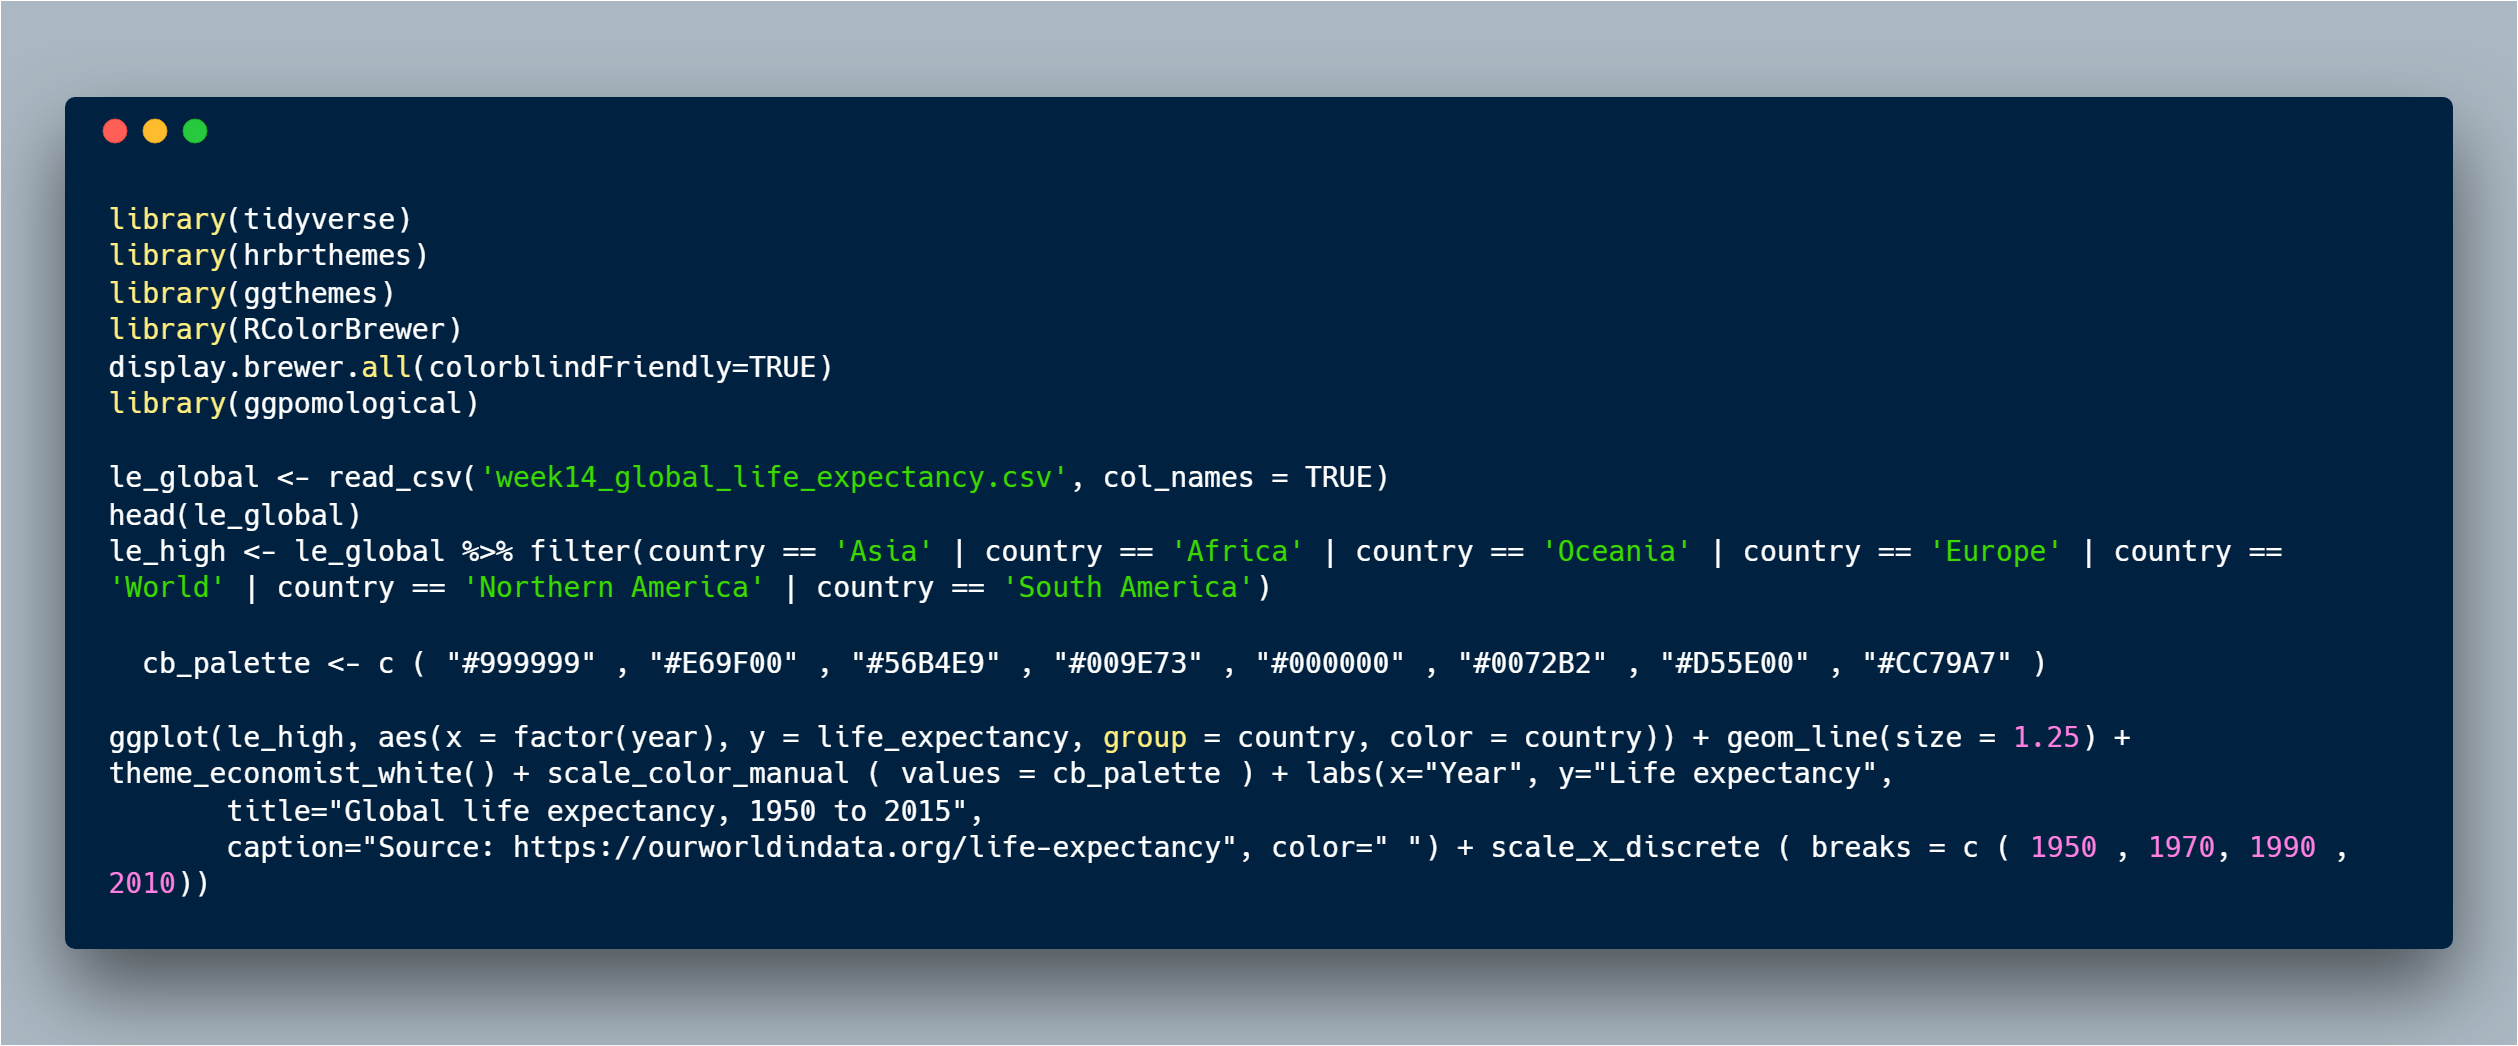 library(tidyverse)
library(hrbrthemes)
library(ggthemes)
library(RColorBrewer)
display.brewer.all(colorblindFriendly=TRUE)
library(ggpomological)

le_global <- read_csv('week14_global_life_expectancy.csv', col_names = TRUE)
head(le_global)
le_high <- le_global %>% filter(country == 'Asia' | country == 'Africa' | country == 'Oceania' | country == 'Europe' | country ==
'World' | country == 'Northern America' | country == 'South America')

  cb_palette <- c ( "#999999" , "#E69F00" , "#56B4E9" , "#009E73" , "#000000" , "#0072B2" , "#D55E00" , "#CC79A7" )

ggplot(le_high, aes(x = factor(year), y = life_expectancy, group = country, color = country)) + geom_line(size = 1.25) +
theme_economist_white() + scale_color_manual ( values = cb_palette ) + labs(x="Year", y="Life expectancy",
       title="Global life expectancy, 1950 to 2015",
       caption="Source: https://ourworldindata.org/life-expectancy", color=" ") + scale_x_discrete ( breaks = c ( 1950 , 1970, 1990 ,
2010))